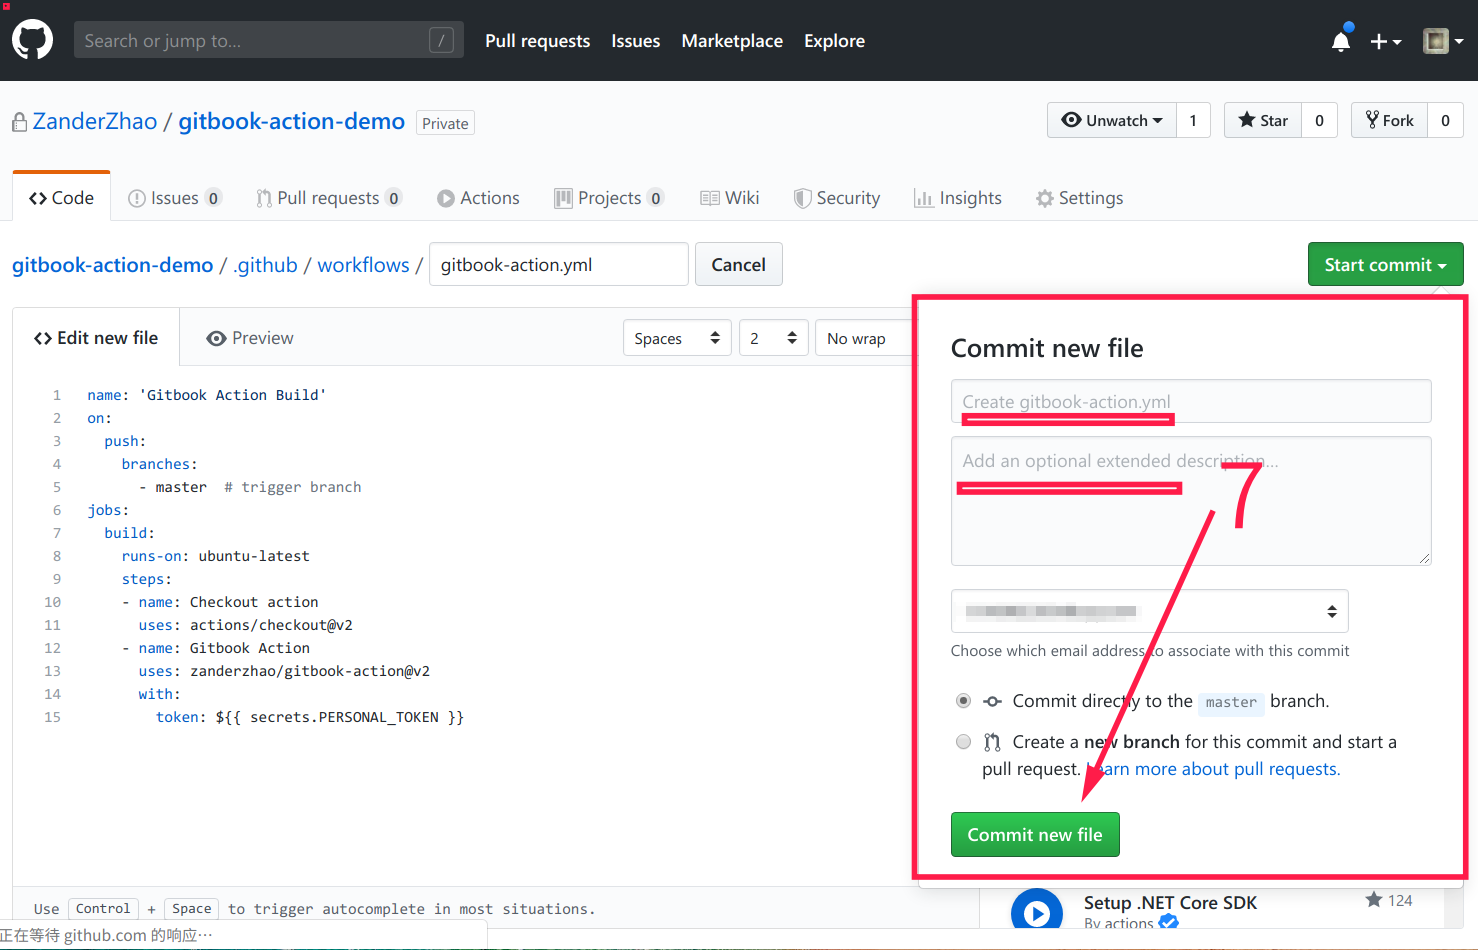 Search or jump to... /
Pull requests Issues Marketplace Explore
ZanderZhao / gitbook-action-demo Private
Unwatch 1 Star 0 Fork 0
Code Issues 0 Pull requests 0 Actions Projects 0 Wiki Security Insights Settings
gitbook-action-demo / .github / workflows / gitbook-action.yml Cancel Start commit
Edit new file Preview Spaces 2 No wrap
1 name: 'Gitbook Action Build'
2 on:
3 push:
4 branches:
5 - master # trigger branch
6 jobs:
7 build:
8 runs-on: ubuntu-latest
9 steps:
10 - name: Checkout action
11 uses: actions/checkout@v2
12 - name: Gitbook Action
13 uses: zanderzhao/gitbook-action@v2
14 with:
15 token: ${{ secrets.PERSONAL_TOKEN }}
Commit new file
Create gitbook-action.yml
Add an optional extended description...
7
Choose which email address to associate with this commit
Commit directly to the master branch.
Create a new branch for this commit and start a
pull request. Learn more about pull requests.
Commit new file
Use Control + Space to trigger autocomplete in most situations.
Setup .NET Core SDK 124
By actions
正在等待 github.com 的响应…